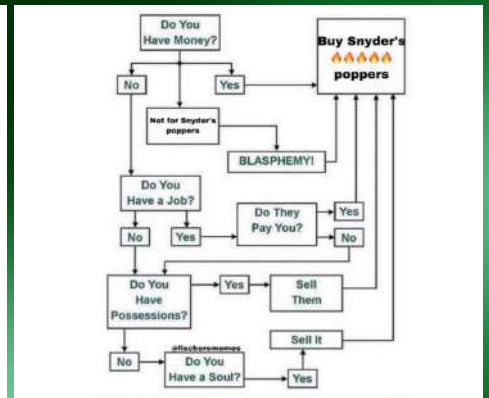 Do You
Have Money?
Buy Snyder's
🔥🔥🔥🔥🔥
poppers
No
Yes
Not for Snyder's
poppers
BLASPHEMY!
Do You
Have a Job?
Do They
Pay You?
Yes
No
Yes
No
Do You
Have
Possessions?
Yes
Sell
Them
Sell It
@fischersmemes
No
Do You
Have a Soul?
Yes